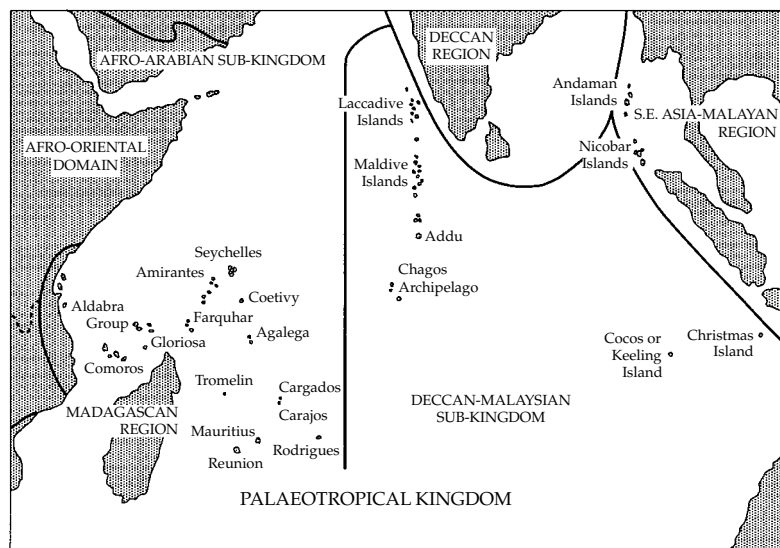 AFRO-ARABIAN SUB-KINGDOM
DECCAN
REGION
Laccadive
Islands
Andaman
Islands
S.E. ASIA-MALAYAN
REGION
AFRO-ORIENTAL
DOMAIN
Maldive
Islands
Nicobar
Islands
Addu
Seychelles
Amirantes
Coetivy
Chagos
Archipelago
Aldabra
Group
Farquhar
Gloriosa
Agalega
Comoros
Cocos or
Keeling
Island
Christmas
Island
Tromelin
Cargados
Carajos
MADAGASCAN
REGION
DECCAN-MALAYSIAN
SUB-KINGDOM
Mauritius
Reunion
Rodrigues
PALAEOTROPICAL KINGDOM